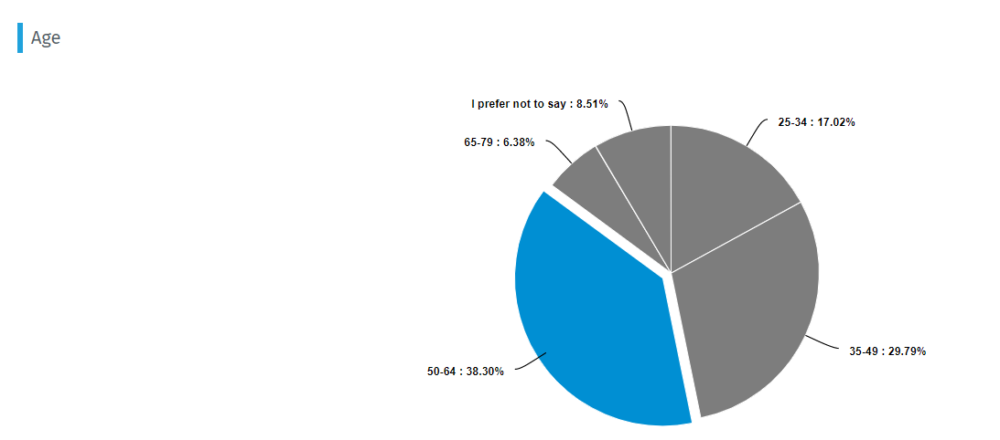 Age
I prefer not to say : 8.51%
25-34 : 17.02%
65-79 : 6.38%
35-49 : 29.79%
50-64 : 38.30%